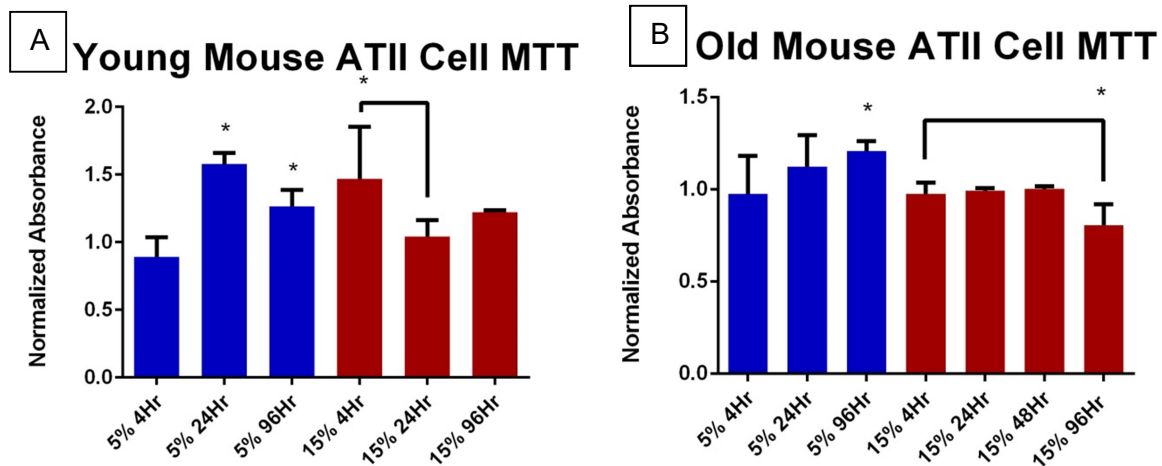 A
Young Mouse ATII Cell MTT
Normalized Absorbance
2.0
1.5
1.0
0.5
0.0
*
*
*
5% 4Hr
5% 24Hr
5% 96Hr
15% 4Hr
15% 24Hr
15% 96Hr
B
Old Mouse ATII Cell MTT
Normalized Absorbance
1.5
1.0
0.5
0.0
*
*
5% 4Hr
5% 24Hr
5% 96Hr
15% 4Hr
15% 24Hr
15% 48Hr
15% 96Hr